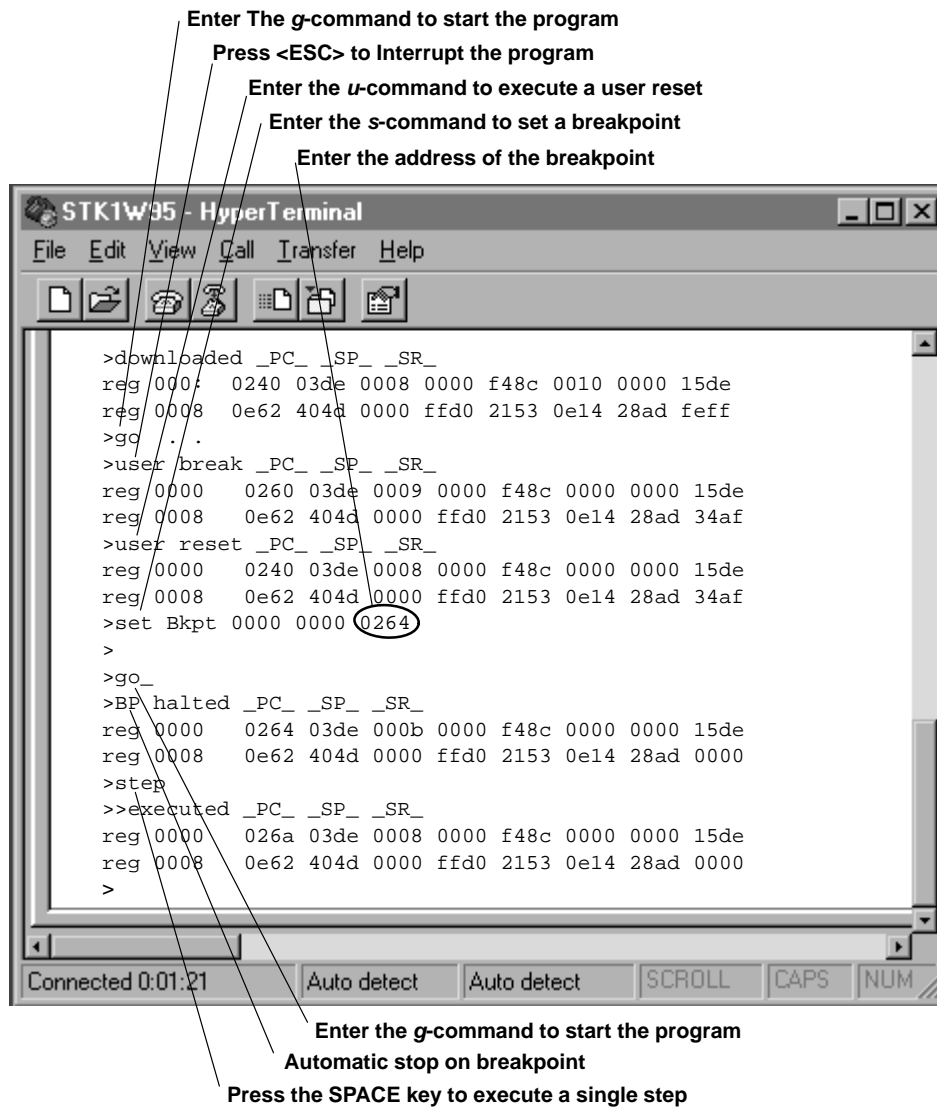 Enter The g-command to start the program
Press <ESC> to Interrupt the program
Enter the u-command to execute a user reset
Enter the s-command to set a breakpoint
Enter the address of the breakpoint
STK1W95 - HyperTerminal
File Edit View Call Transfer Help
>downloaded _PC_ _SP_ _SR_
reg 000: 0240 03de 0008 0000 f48c 0010 0000 15de
reg 0008 0e62 404d 0000 ffd0 2153 0e14 28ad feff
>go . .
>user break _PC_ _SP_ _SR_
reg 0000 0260 03de 0009 0000 f48c 0000 0000 15de
reg 0008 0e62 404d 0000 ffd0 2153 0e14 28ad 34af
>user reset _PC_ _SP_ _SR_
reg 0000 0240 03de 0008 0000 f48c 0000 0000 15de
reg 0008 0e62 404d 0000 ffd0 2153 0e14 28ad 34af
>set Bkpt 0000 0000 0264
>
>go_
>BP halted _PC_ _SP_ _SR_
reg 0000 0264 03de 000b 0000 f48c 0000 0000 15de
reg 0008 0e62 404d 0000 ffd0 2153 0e14 28ad 0000
>step
>>executed _PC_ _SP_ _SR_
reg 0000 026a 03de 0008 0000 f48c 0000 0000 15de
reg 0008 0e62 404d 0000 ffd0 2153 0e14 28ad 0000
>
Connected 0:01:21 Auto detect Auto detect SCROLL CAPS NUM
Enter the g-command to start the program
Automatic stop on breakpoint
Press the SPACE key to execute a single step